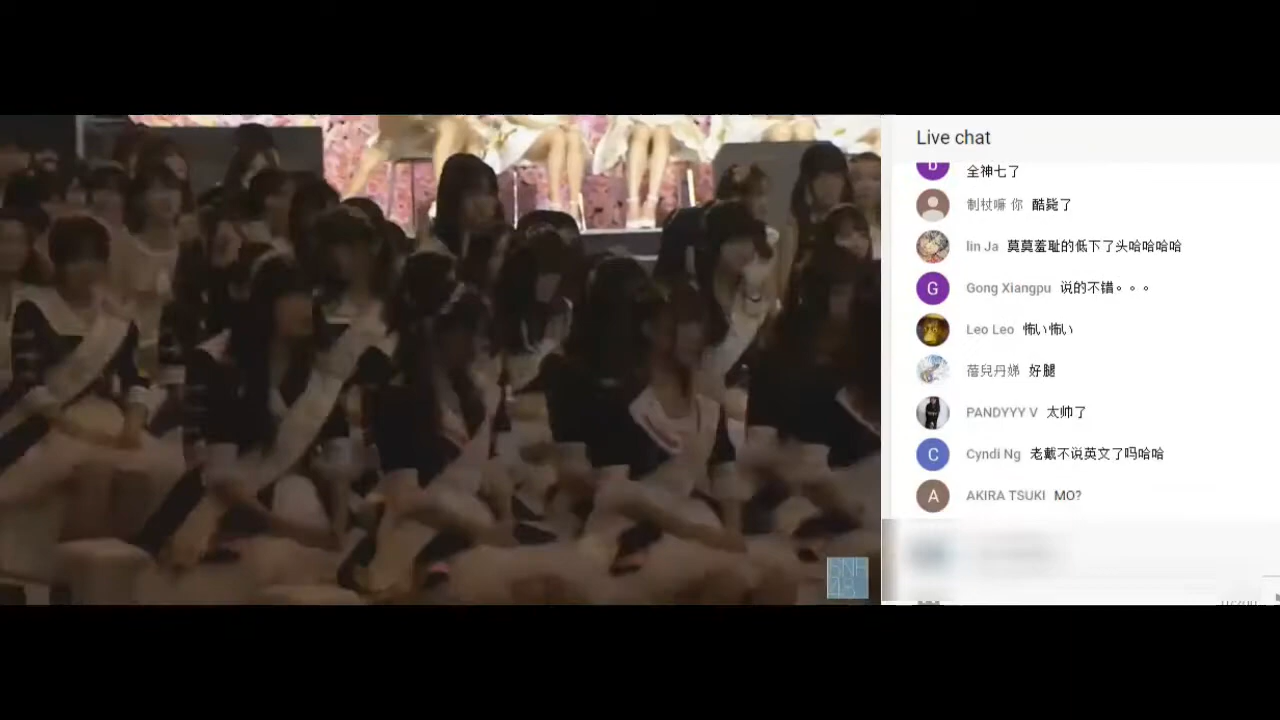 Live chat
D
全神七了
制杖嘛 你 酷毙了
lin Ja 莫莫羞耻的低下了头哈哈哈哈
G
Gong Xiangpu 说的不错。。。
Leo Leo 怖い怖い
蓓兒丹娣 好腿
PANDYYY V 太帅了
C
Cyndi Ng 老戴不说英文了吗哈哈
A
AKIRA TSUKI MO?
SNH
48